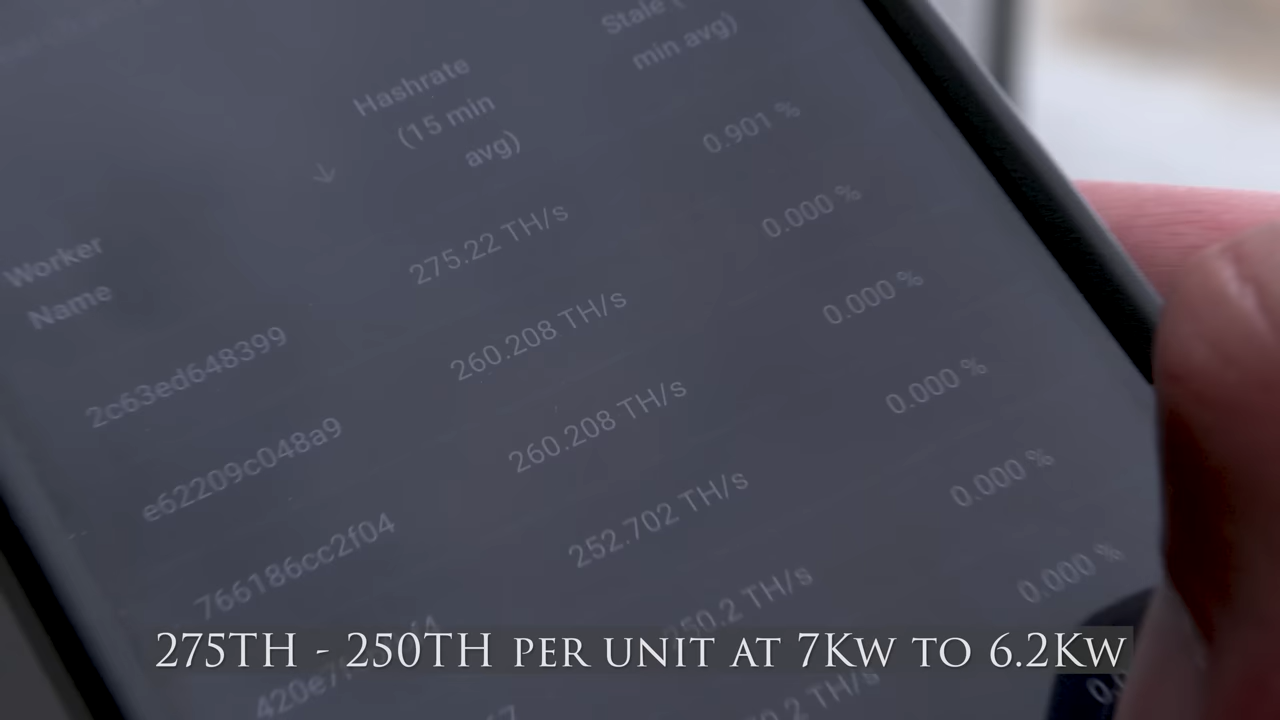 Stale (
min avg)
Hashrate
(15 min
avg)
Worker
Name
2c63ed648399 275.22 TH/s 0.901 %
e62209c048a9 260.208 TH/s 0.000 %
766186cc2f04 260.208 TH/s 0.000 %
252.702 TH/s 0.000 %
TH/s 0.000 %
TH/s 0.000 %
275TH - 250TH PER UNIT AT 7KW TO 6.2KW